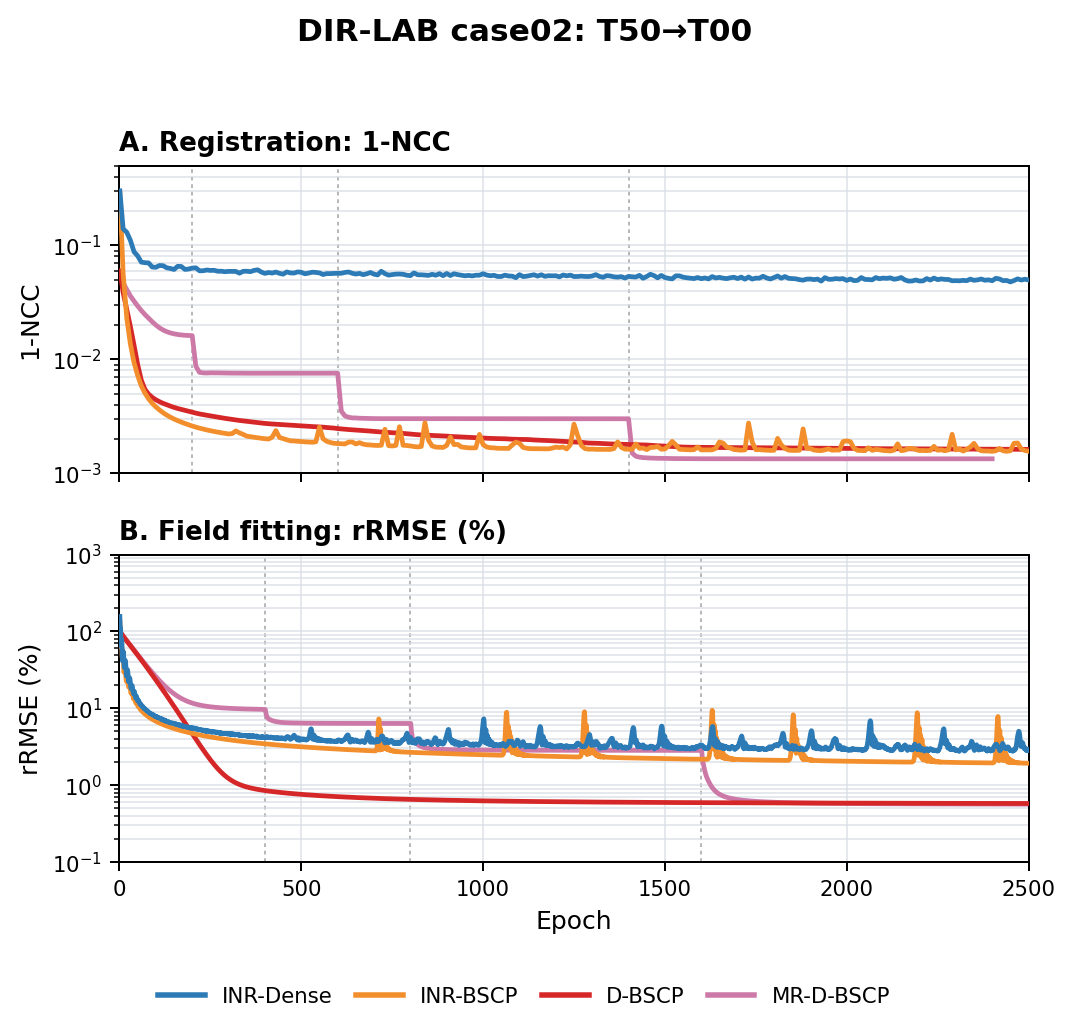 DIR-LAB case02: T50→T00
A. Registration: 1-NCC
10⁻¹
10⁻²
10⁻³
1-NCC
B. Field fitting: rRMSE (%)
10³
10²
10¹
10⁰
10⁻¹
rRMSE (%)
0 500 1000 1500 2000 2500
Epoch
INR-Dense INR-BSCP D-BSCP MR-D-BSCP